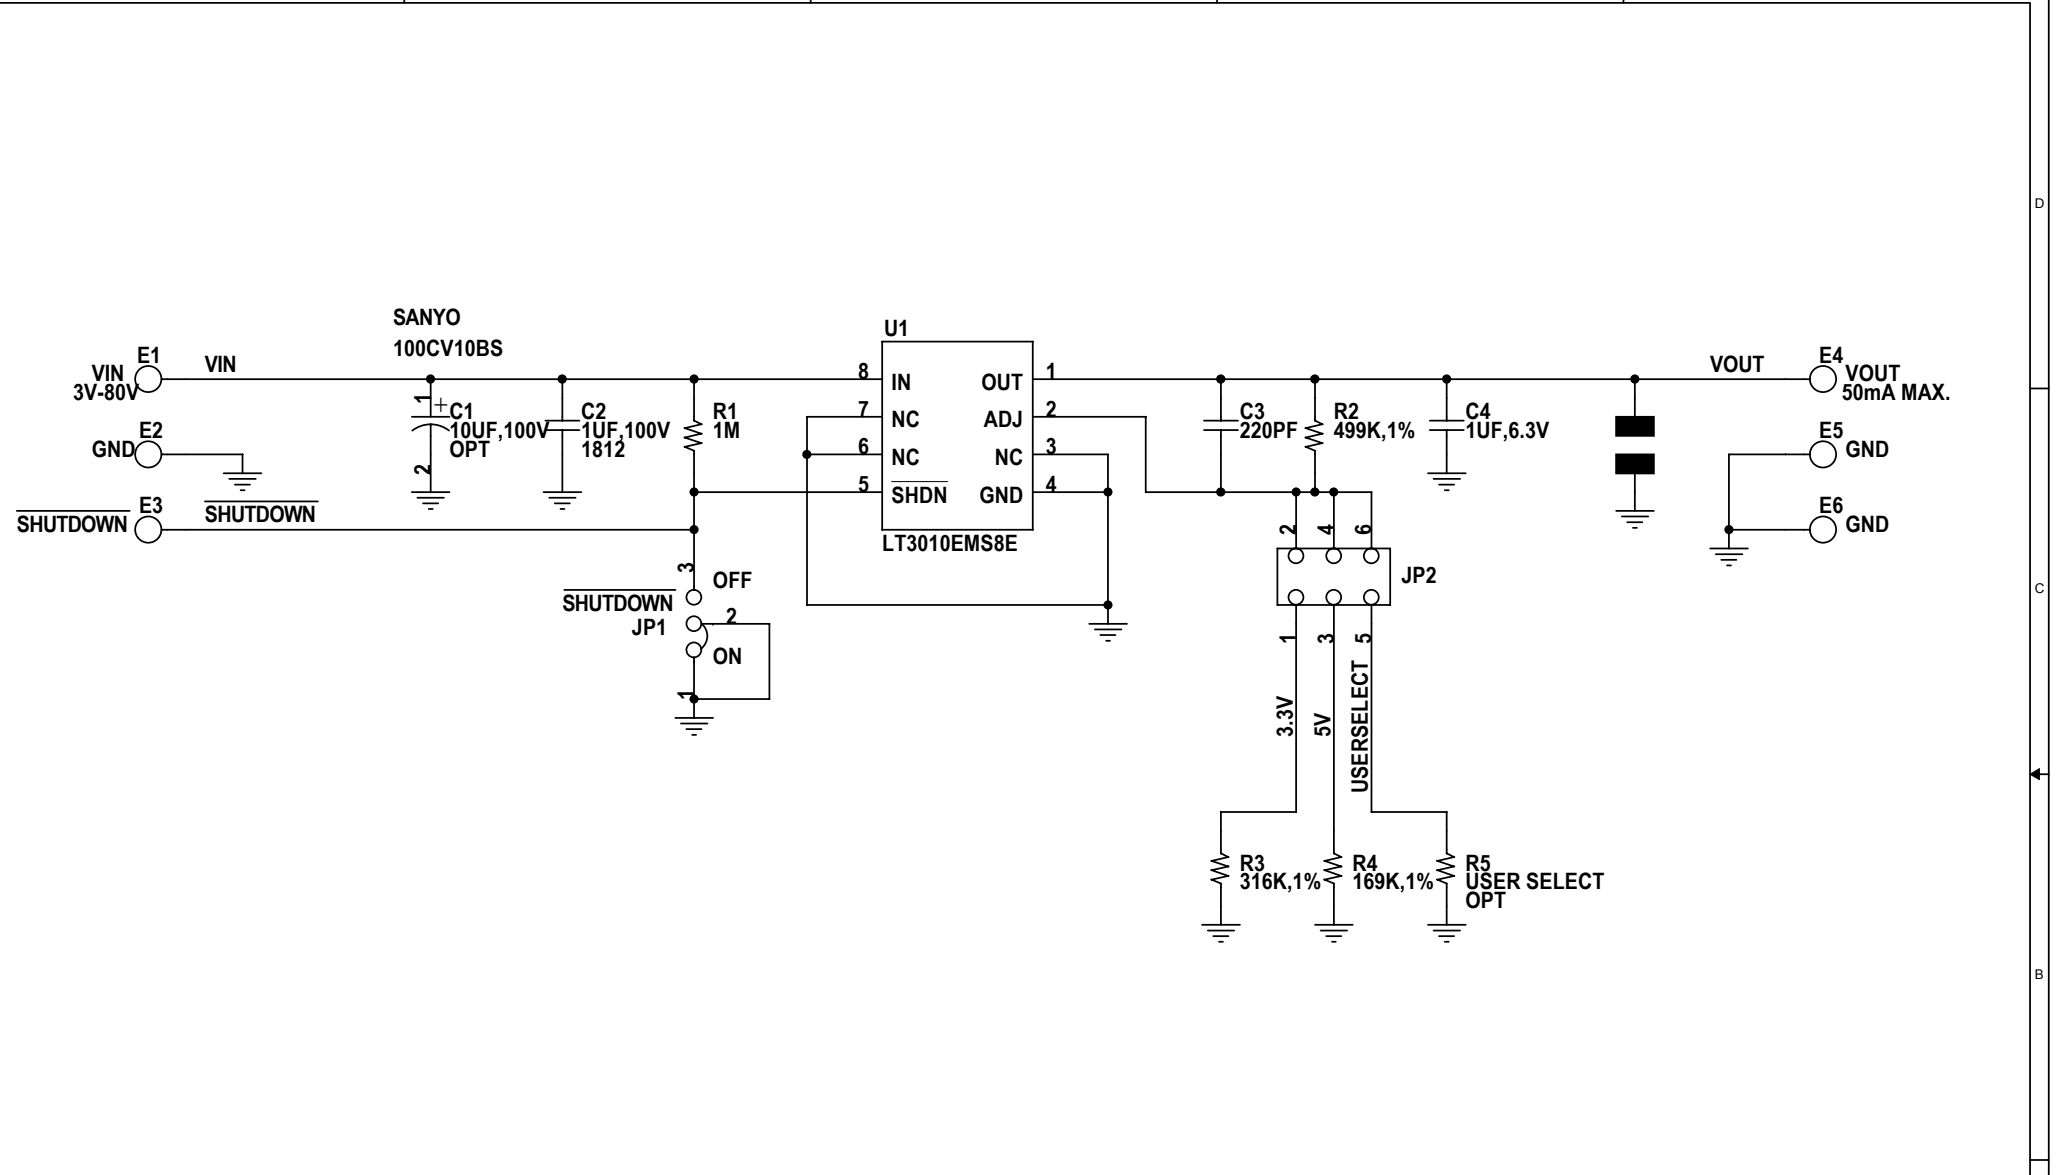 D
SANYO
100CV10BS
U1
E1
VIN
3V-80V
VIN
8
IN
OUT
1
VOUT
E4
VOUT
50mA MAX.
1
+
C1
10UF,100V
OPT
2
C2
1UF,100V
1812
R1
1M
7
NC
ADJ
2
C3
220PF
R2
499K,1%
C4
1UF,6.3V
E2
GND
6
NC
NC
3
E5
GND
5
SHDN
GND
4
LT3010EMS8E
E3
SHUTDOWN
SHUTDOWN
E6
GND
2
4
6
JP2
1
3
5
3
OFF
SHUTDOWN
JP1
2
ON
1
C
3.3V
5V
USERSELECT
R3
316K,1%
R4
169K,1%
R5
USER SELECT
OPT
B